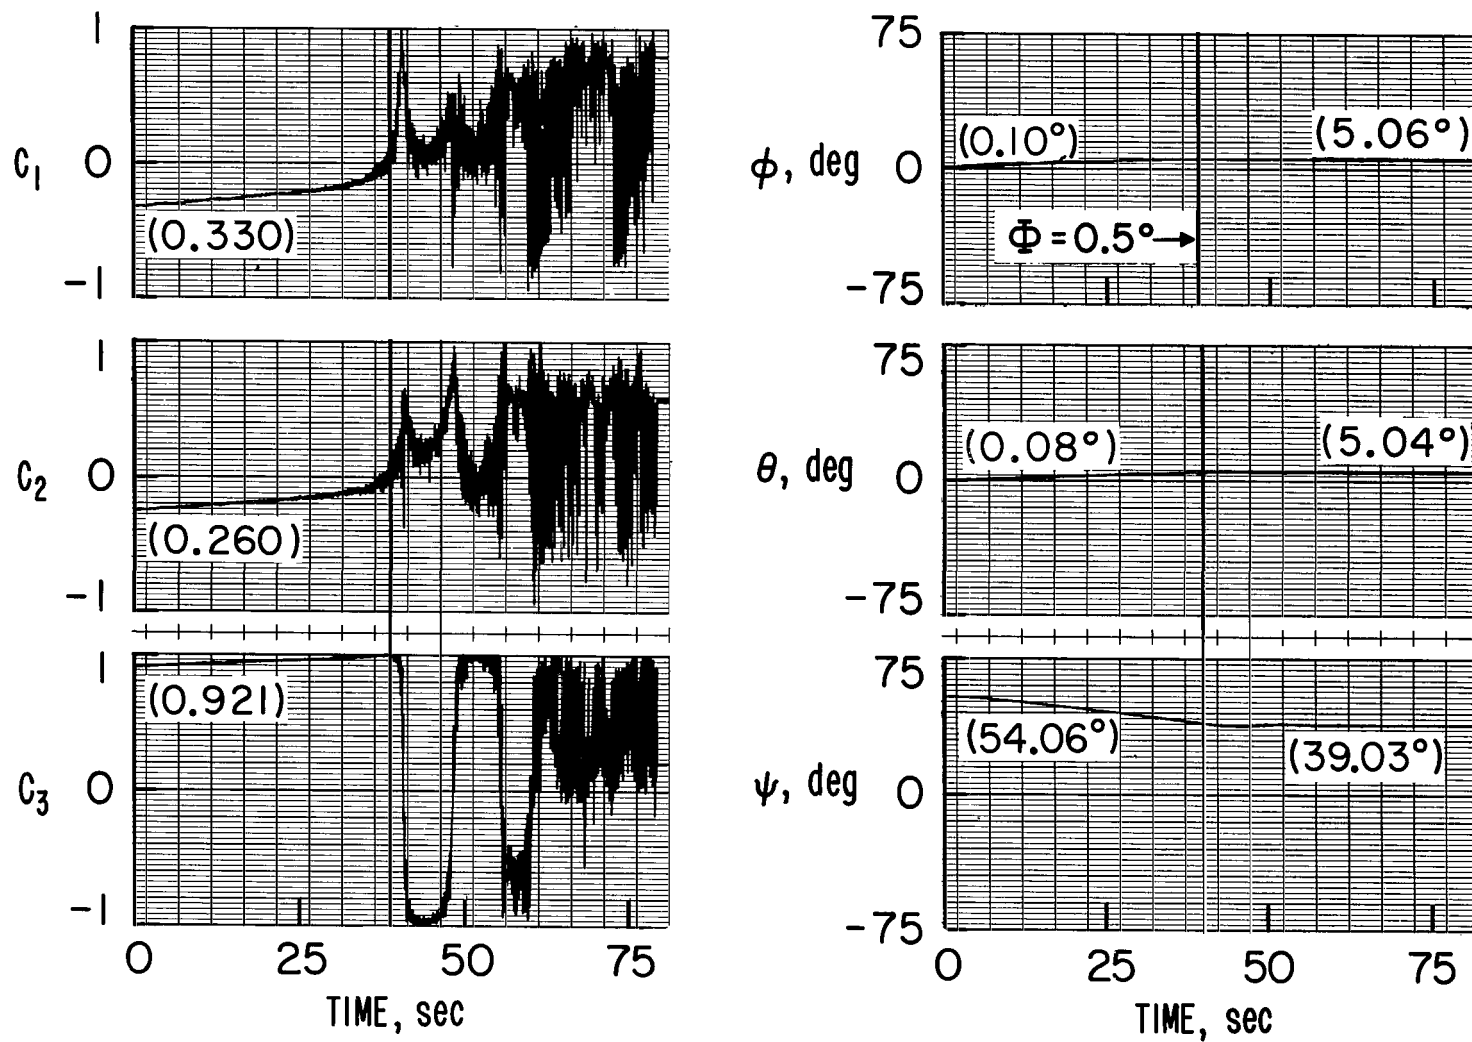 1
C1 0
(0.330)
-1
1
C2 0
(0.260)
-1
1
(0.921)
C3 0
-1
0 25 50 75
TIME, sec
75
(0.10°) (5.06°)
ϕ, deg 0
Φ = 0.5°→
-75
75
(0.08°) (5.04°)
θ, deg 0
-75
75
(54.06°) (39.03°)
ψ, deg 0
-75
0 25 50 75
TIME, sec